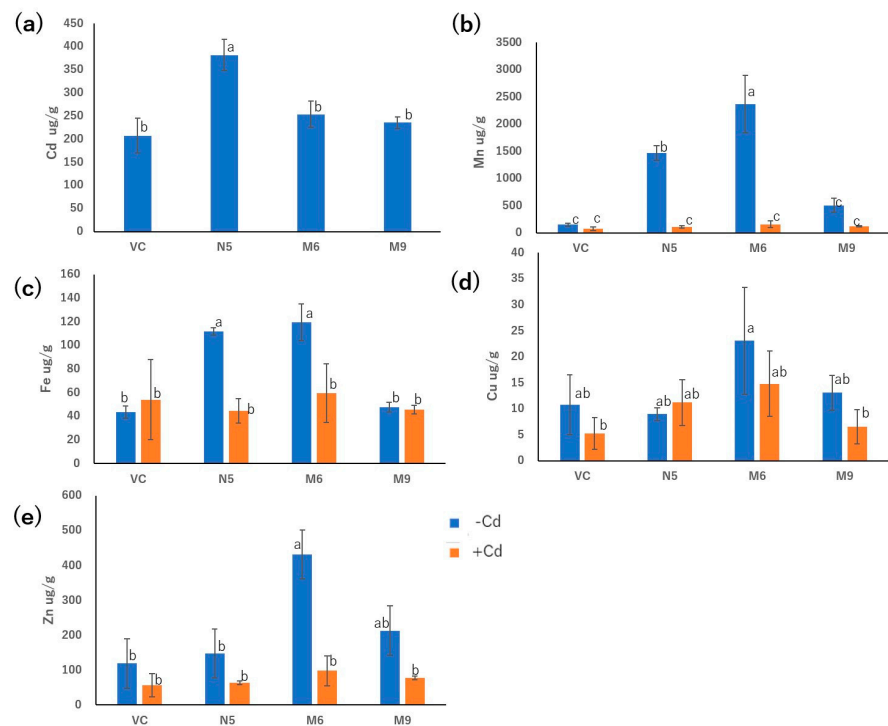 (a)
450
400
350
300
250
200
150
100
50
0
Cd ug/g
a
b
b
b
VC N5 M6 M9
(b)
3500
3000
2500
2000
1500
1000
500
0
Mn ug/g
c c
b c
a c
c c
VC N5 M6 M9
(c)
160
140
120
100
80
60
40
20
0
Fe ug/g
b b
a b
a b
b b
VC N5 M6 M9
(d)
40
35
30
25
20
15
10
5
0
Cu ug/g
ab b
ab ab
a ab
ab b
VC N5 M6 M9
(e)
600
500
400
300
200
100
0
Zn ug/g
b b
b b
a b
ab b
VC N5 M6 M9
-Cd
+Cd